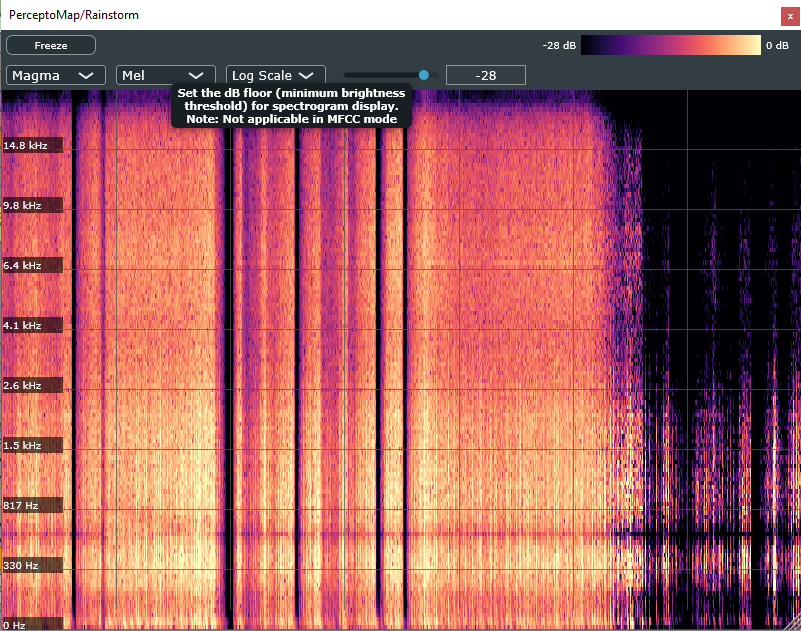 PerceptoMap/Rainstorm
x
Freeze
-28 dB
0 dB
Magma
Mel
Log Scale
-28
Set the dB floor (minimum brightness
threshold) for spectrogram display.
Note: Not applicable in MFCC mode
14.8 kHz
9.8 kHz
6.4 kHz
4.1 kHz
2.6 kHz
1.5 kHz
817 Hz
330 Hz
0 Hz